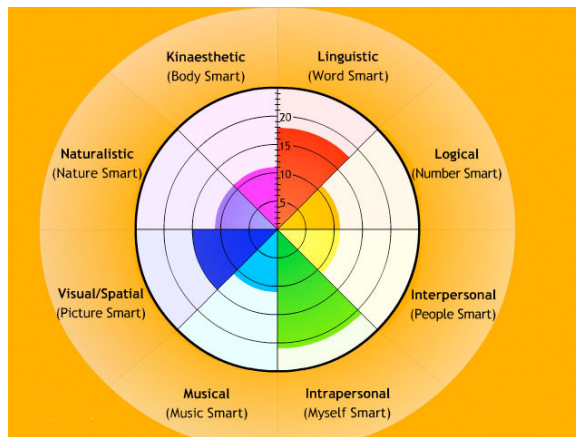 Kinaesthetic
(Body Smart)
Linguistic
(Word Smart)
Naturalistic
(Nature Smart)
Logical
(Number Smart)
20
15
10
5
Visual/Spatial
(Picture Smart)
Interpersonal
(People Smart)
Musical
(Music Smart)
Intrapersonal
(Myself Smart)